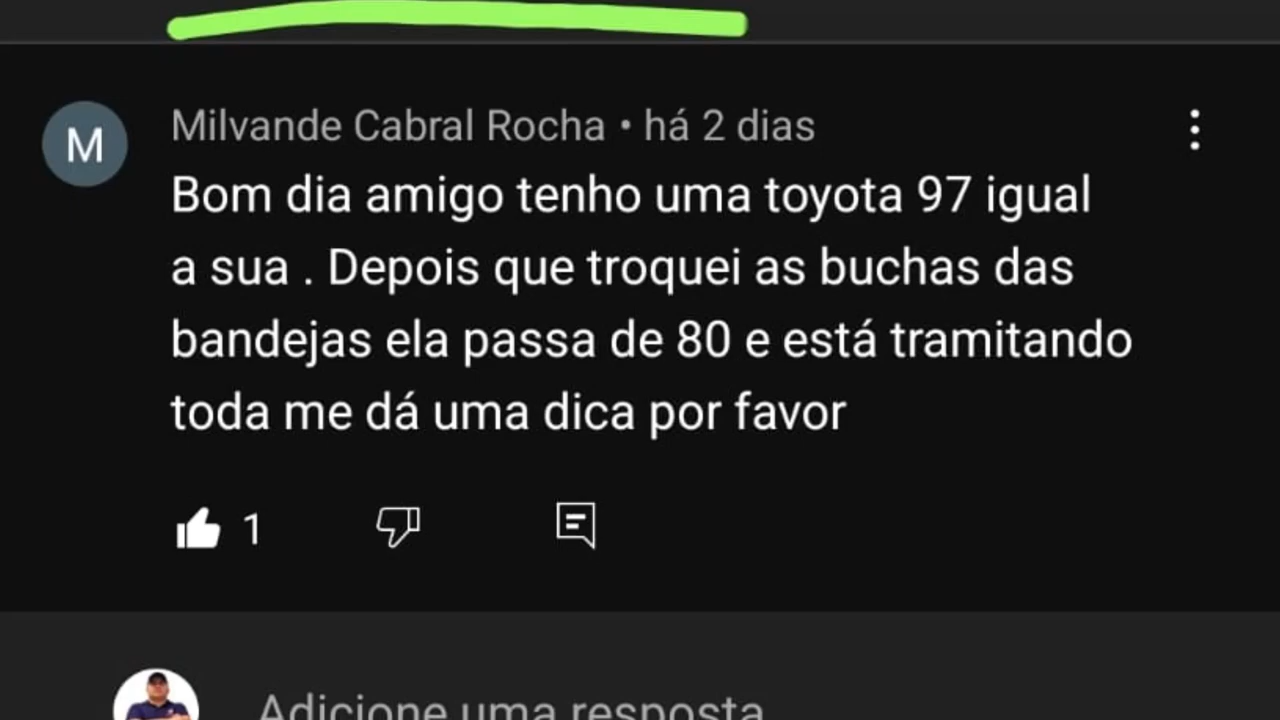 M
Milvande Cabral Rocha • há 2 dias
Bom dia amigo tenho uma toyota 97 igual
a sua . Depois que troquei as buchas das
bandejas ela passa de 80 e está tramitando
toda me dá uma dica por favor
1
Adicione uma resposta